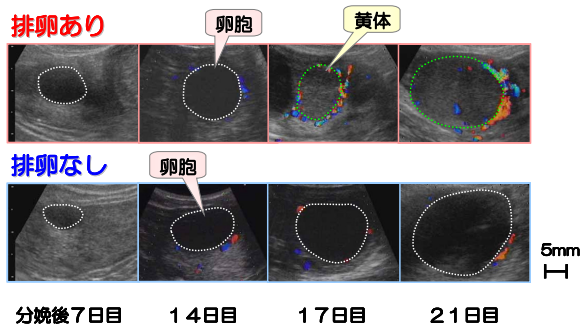 排卵あり
卵胞
黄体
排卵なし
卵胞
5mm
分娩後7日目
14日目
17日目
21日目